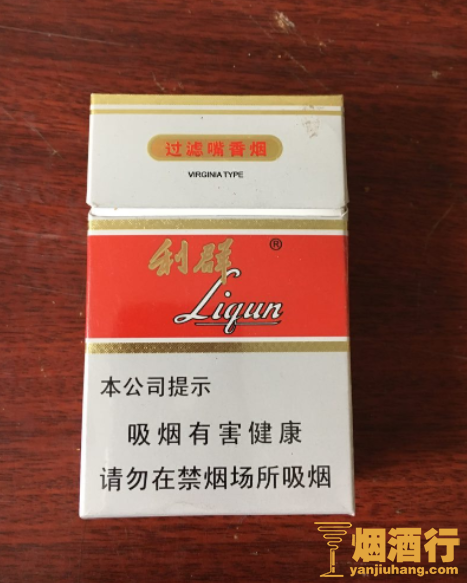 过滤嘴香烟
VIRGINIA TYPE
利群 ®
Liqun
本公司提示
吸烟有害健康
请勿在禁烟场所吸烟
烟酒行
yanjiuhang.com